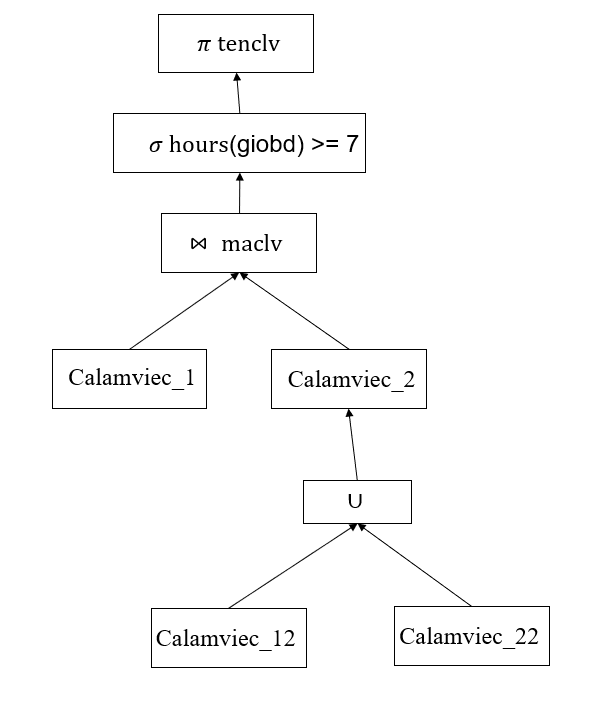 π tenclv
σ hours(giobd) >= 7
⋈ maclv
Calamviec_1
Calamviec_2
U
Calamviec_12
Calamviec_22